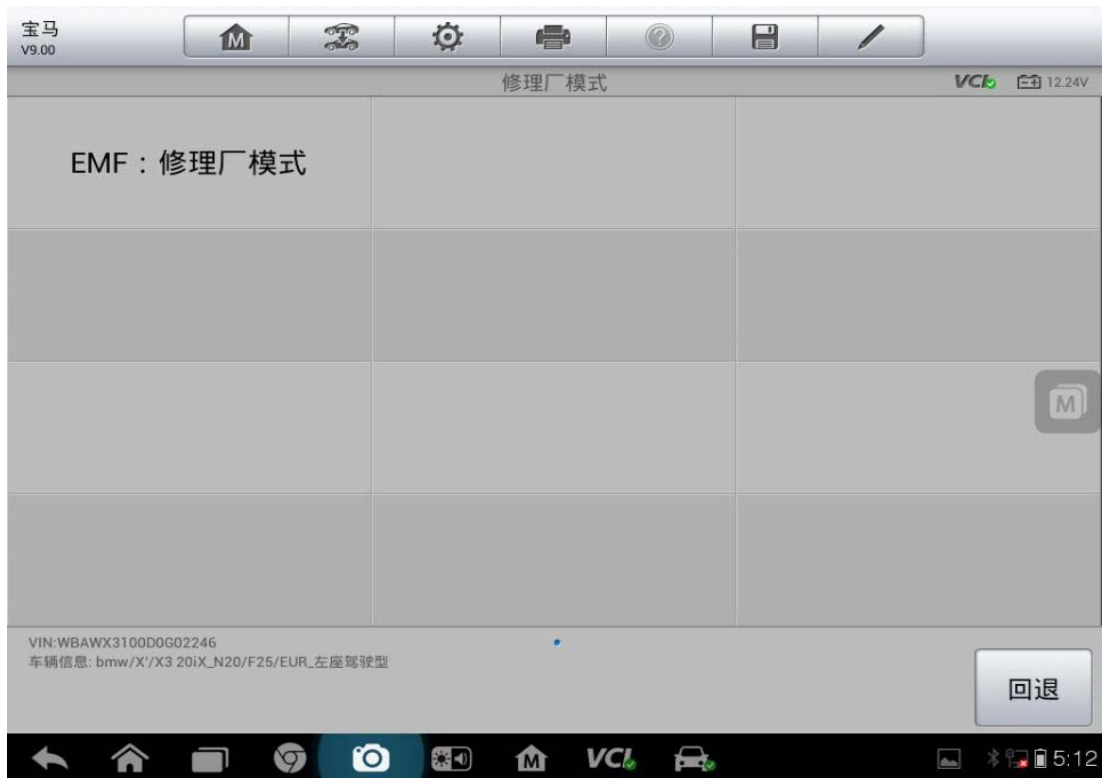 宝马
V9.00
修理厂模式
VCI
12.24V
EMF：修理厂模式
M
VIN:WBAWX3100D0G02246
车辆信息: bmw/X'/X3 20iX_N20/F25/EUR_左座驾驶型
回退
M
VCI
5:12